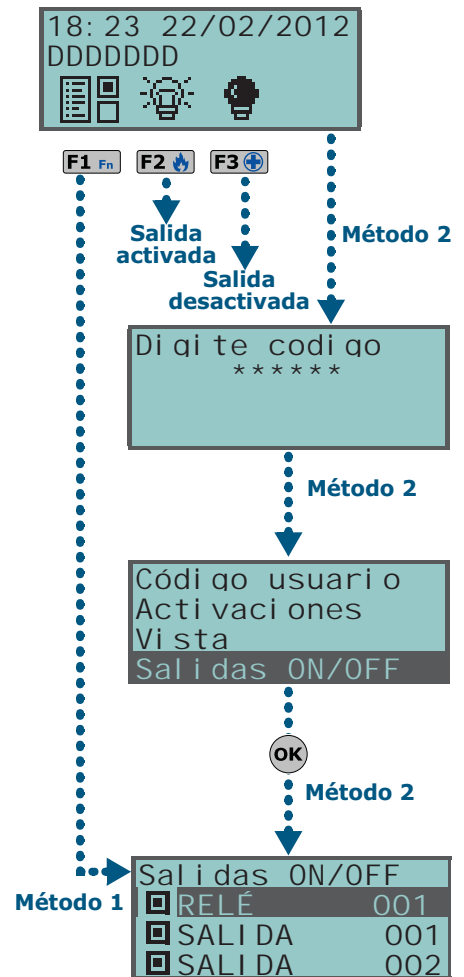 18:23 22/02/2012
DDDDDDD
F1 Fn F2 F3
Salida
activada
Método 2
Salida
desactivada
Digite codigo
******
Método 2
Código usuario
Activaciones
Vista
Salidas ON/OFF
OK
Método 2
Salidas ON/OFF
Método 1
RELÉ 001
SALIDA 001
SALIDA 002